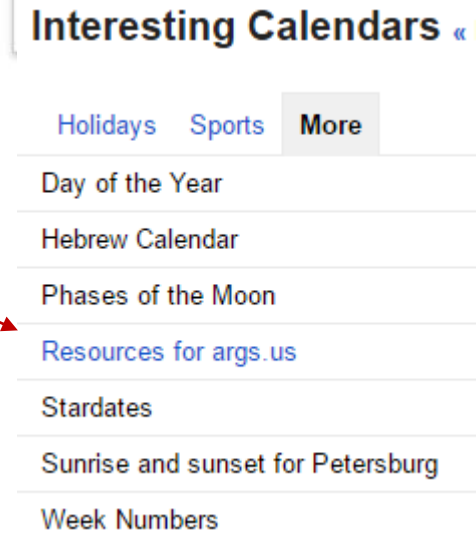 Interesting Calendars «
Holidays Sports More
Day of the Year
Hebrew Calendar
Phases of the Moon
Resources for args.us
Stardates
Sunrise and sunset for Petersburg
Week Numbers